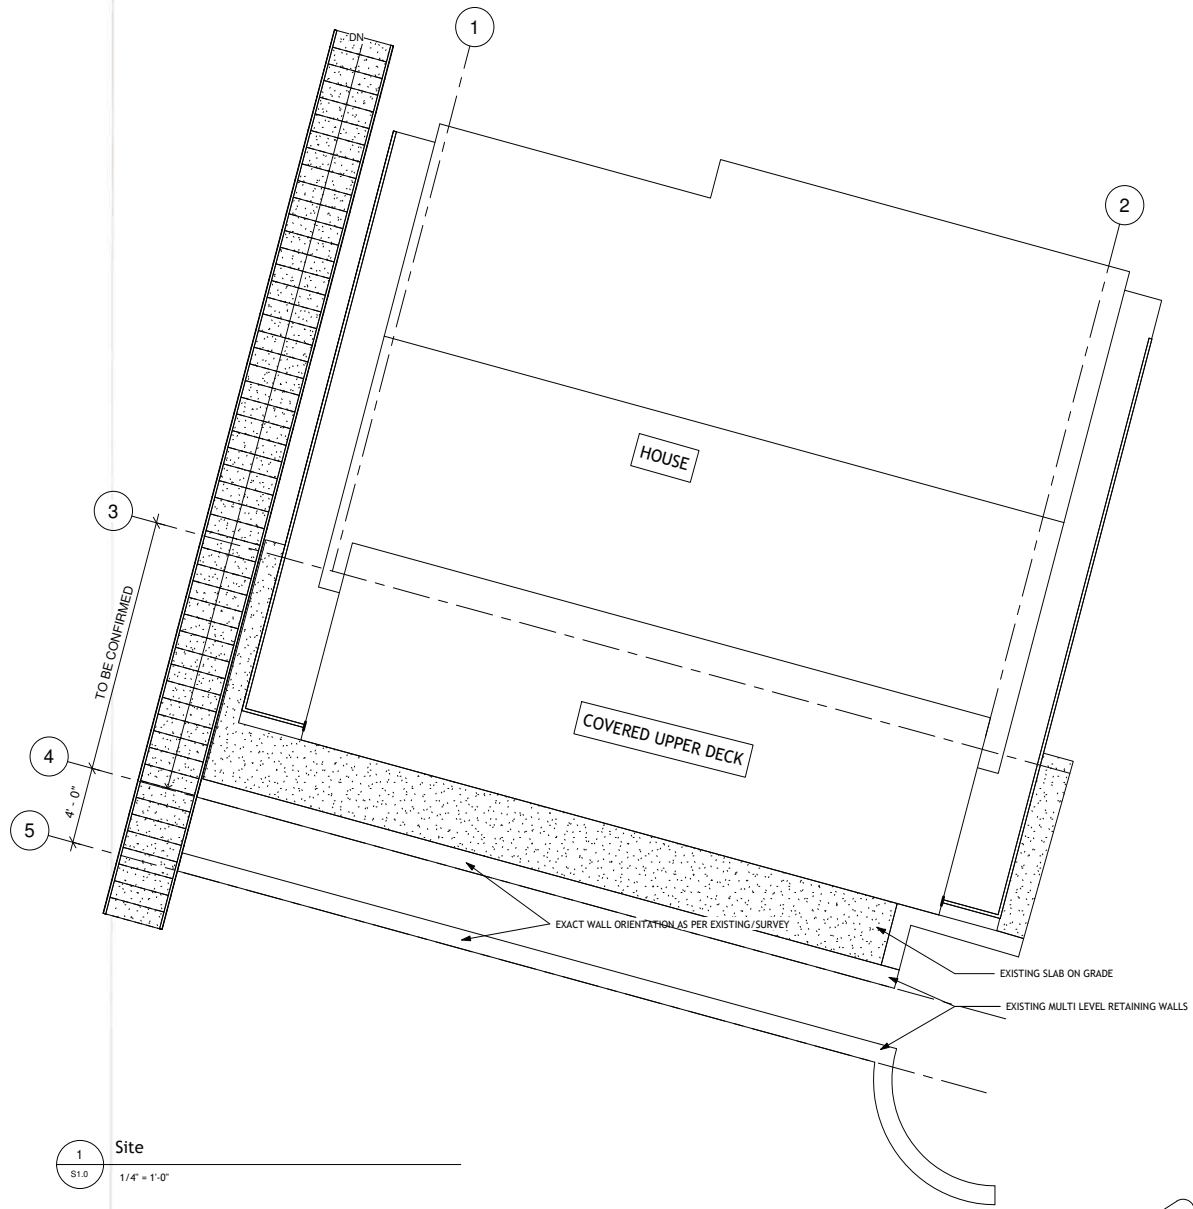 DN
1
2
HOUSE
3
TO BE CONFIRMED
COVERED UPPER DECK
4
4' - 0"
5
EXACT WALL ORIENTATION AS PER EXISTING/SURVEY
EXISTING SLAB ON GRADE
EXISTING MULTI LEVEL RETAINING WALLS
1
S1.0
Site
1/4" = 1'-0"